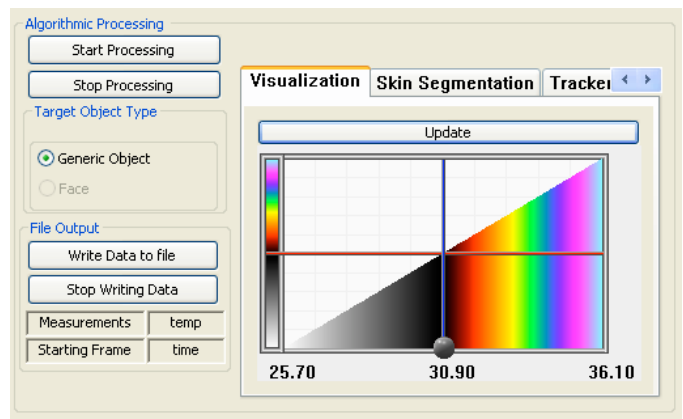 Algorithmic Processing
Start Processing
Stop Processing
Target Object Type
Generic Object
Face
File Output
Write Data to file
Stop Writing Data
Measurements temp
Starting Frame time
Visualization Skin Segmentation Tracker
Update
25.70 30.90 36.10